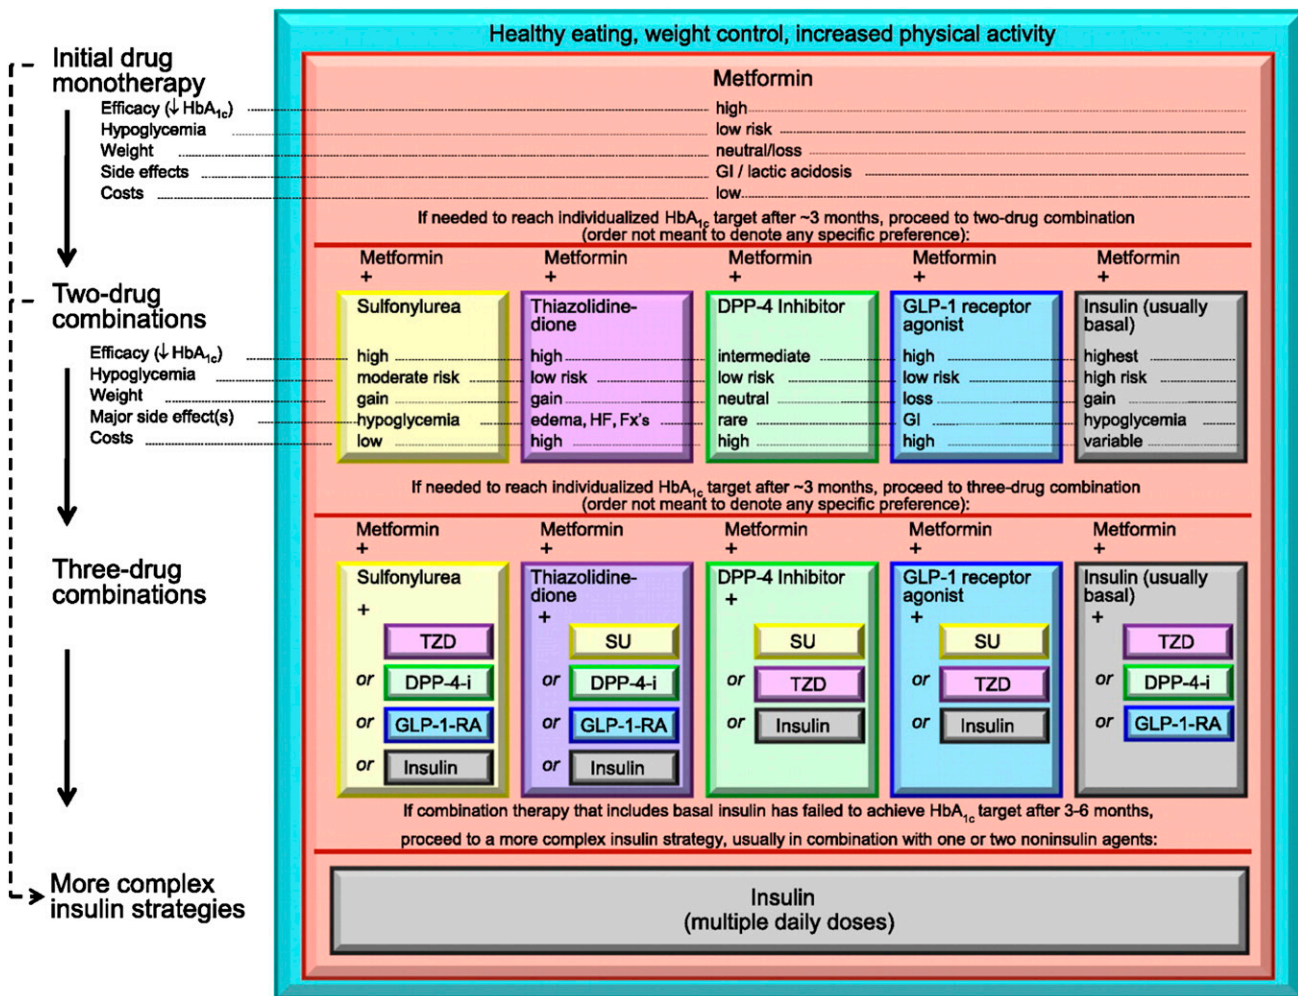 Healthy eating, weight control, increased physical activity
Initial drug
monotherapy
Metformin
Efficacy (↓ HbA1c) high
Hypoglycemia low risk
Weight neutral/loss
Side effects GI / lactic acidosis
Costs low
If needed to reach individualized HbA1c target after ~3 months, proceed to two-drug combination
(order not meant to denote any specific preference):
Metformin Metformin Metformin Metformin Metformin
+ + + + +
Two-drug
combinations
Sulfonylurea Thiazolidine- DPP-4 Inhibitor GLP-1 receptor Insulin (usually
dione agonist basal)
Efficacy (↓ HbA1c) high high intermediate high highest
Hypoglycemia moderate risk low risk low risk low risk high risk
Weight gain gain neutral loss gain
Major side effect(s) hypoglycemia edema, HF, Fx's rare GI hypoglycemia
Costs low high high high variable
If needed to reach individualized HbA1c target after ~3 months, proceed to three-drug combination
(order not meant to denote any specific preference):
Metformin Metformin Metformin Metformin Metformin
+ + + + +
Three-drug
combinations
Sulfonylurea Thiazolidine- DPP-4 Inhibitor GLP-1 receptor Insulin (usually
dione agonist basal)
+ + + + +
TZD SU SU SU TZD
or DPP-4-i or DPP-4-i or TZD or TZD or DPP-4-i
or GLP-1-RA or GLP-1-RA or Insulin or Insulin or GLP-1-RA
or Insulin or Insulin
If combination therapy that includes basal insulin has failed to achieve HbA1c target after 3-6 months,
proceed to a more complex insulin strategy, usually in combination with one or two noninsulin agents:
More complex
insulin strategies
Insulin
(multiple daily doses)